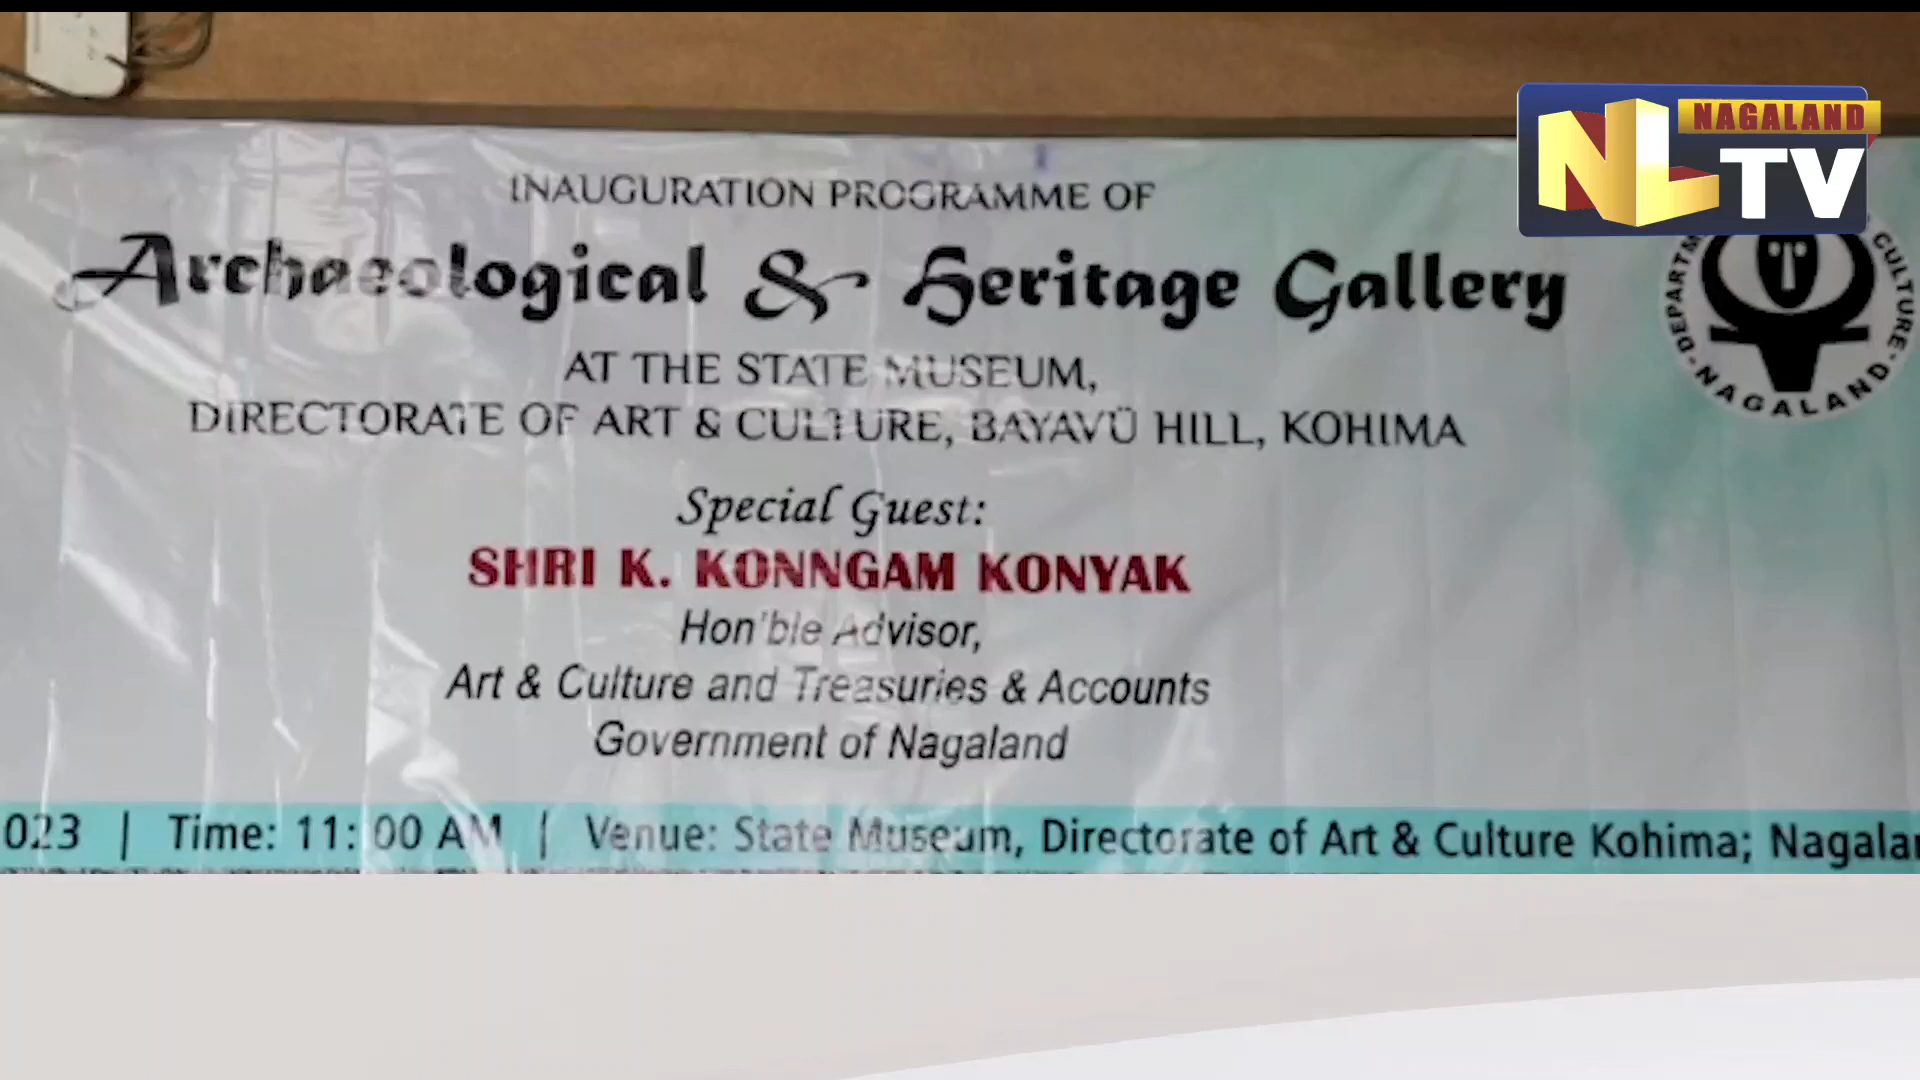 NAGALAND
NL TV
INAUGURATION PROGRAMME OF
Archaeological & Heritage Gallery
AT THE STATE MUSEUM,
DIRECTORATE OF ART & CULTURE, BAYAVÜ HILL, KOHIMA
CULTURE · NAGALAND ·
Special Guest:
SHRI K. KONNGAM KONYAK
Hon'ble Advisor,
Art & Culture and Treasuries & Accounts
Government of Nagaland
023 | Time: 11:00 AM | Venue: State Museum, Directorate of Art & Culture Kohima;